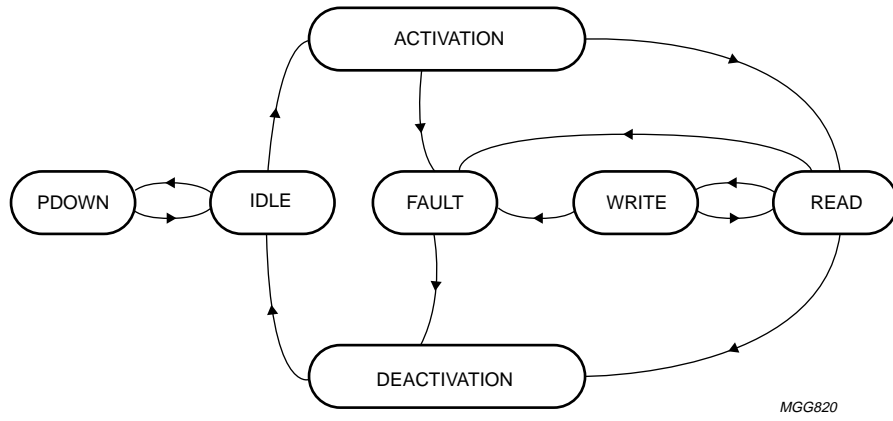 ACTIVATION
PDOWN
IDLE
FAULT
WRITE
READ
DEACTIVATION
MGG820